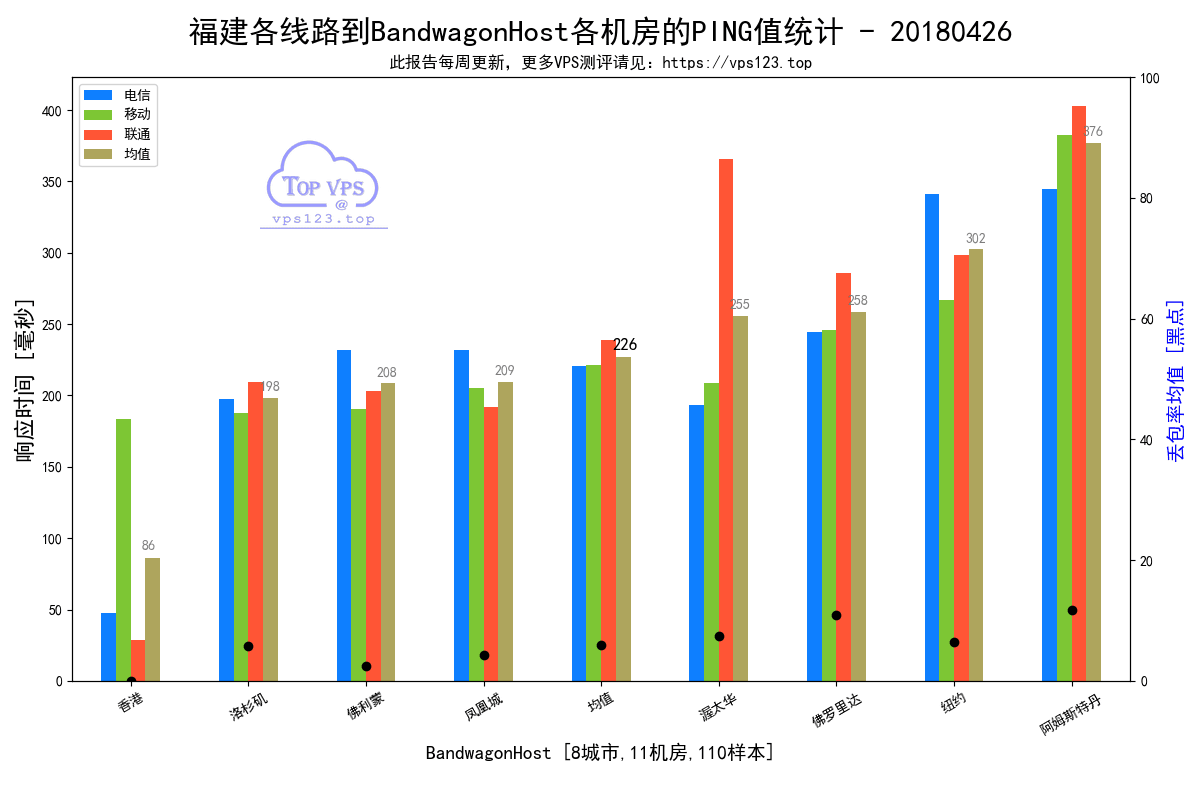 福建各线路到BandwagonHost各机房的PING值统计 - 20180426
此报告每周更新，更多VPS测评请见：https://vps123.top
电信
移动
联通
均值
TOP VPS
@
vps123.top
响应时间 [毫秒]
400
350
300
250
200
150
100
50
0
86
198
208
209
226
255
258
302
376
100
80
60
40
20
0
丢包率均值 [黑点]
香港
洛杉矶
佛利蒙
凤凰城
均值
渥太华
佛罗里达
纽约
阿姆斯特丹
BandwagonHost [8城市,11机房,110样本]